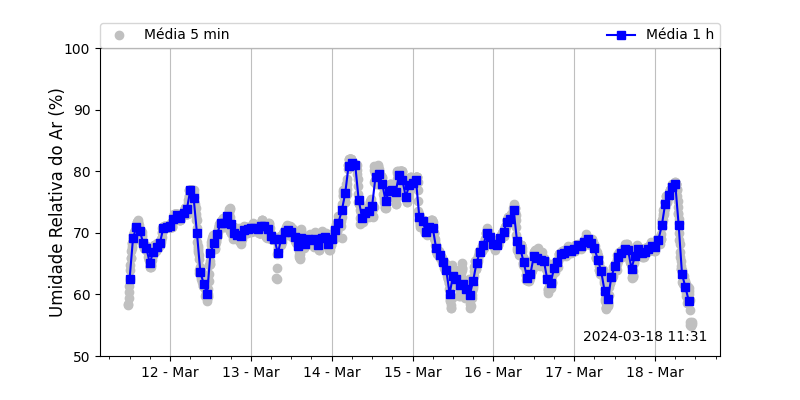 Média 5 min
Média 1 h
Umidade Relativa do Ar (%)
100
90
80
70
60
50
2024-03-18 11:31
12 - Mar
13 - Mar
14 - Mar
15 - Mar
16 - Mar
17 - Mar
18 - Mar